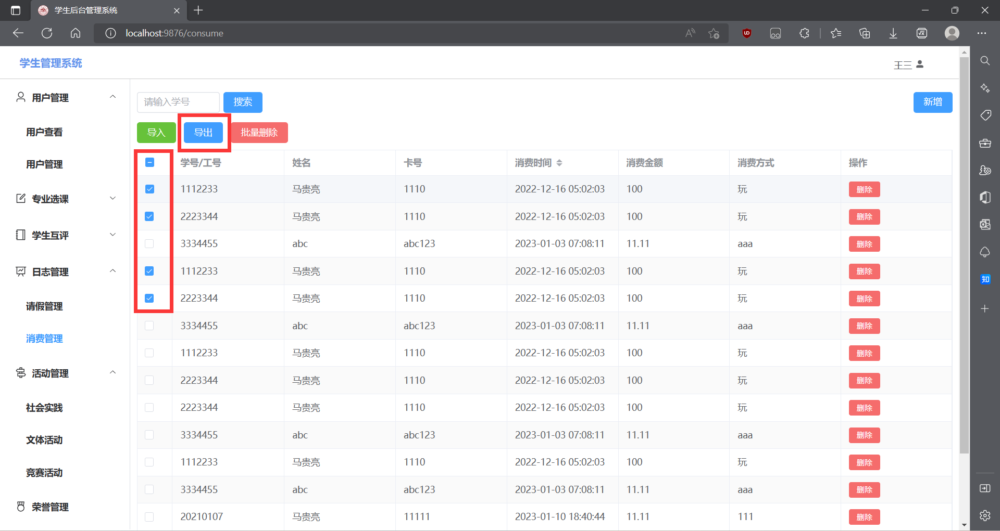 学生后台管理系统
localhost:9876/consume
学生管理系统
王三
用户管理
用户查看
用户管理
专业选课
学生互评
日志管理
请假管理
消费管理
活动管理
社会实践
文体活动
竞赛活动
荣誉管理
请输入学号 搜索 新增
导入 导出 批量删除
学号/工号 姓名 卡号 消费时间 消费金额 消费方式 操作
1112233 马贵亮 1110 2022-12-16 05:02:03 100 玩 删除
2223344 马贵亮 1110 2022-12-16 05:02:03 100 玩 删除
3334455 abc abc123 2023-01-03 07:08:11 11.11 aaa 删除
1112233 马贵亮 1110 2022-12-16 05:02:03 100 玩 删除
2223344 马贵亮 1110 2022-12-16 05:02:03 100 玩 删除
3334455 abc abc123 2023-01-03 07:08:11 11.11 aaa 删除
1112233 马贵亮 1110 2022-12-16 05:02:03 100 玩 删除
2223344 马贵亮 1110 2022-12-16 05:02:03 100 玩 删除
2223344 马贵亮 1110 2022-12-16 05:02:03 100 玩 删除
3334455 abc abc123 2023-01-03 07:08:11 11.11 aaa 删除
1112233 马贵亮 1110 2022-12-16 05:02:03 100 玩 删除
3334455 abc abc123 2023-01-03 07:08:11 11.11 aaa 删除
20210107 马贵亮 11111 2023-01-10 18:40:44 11.11 111 删除
知